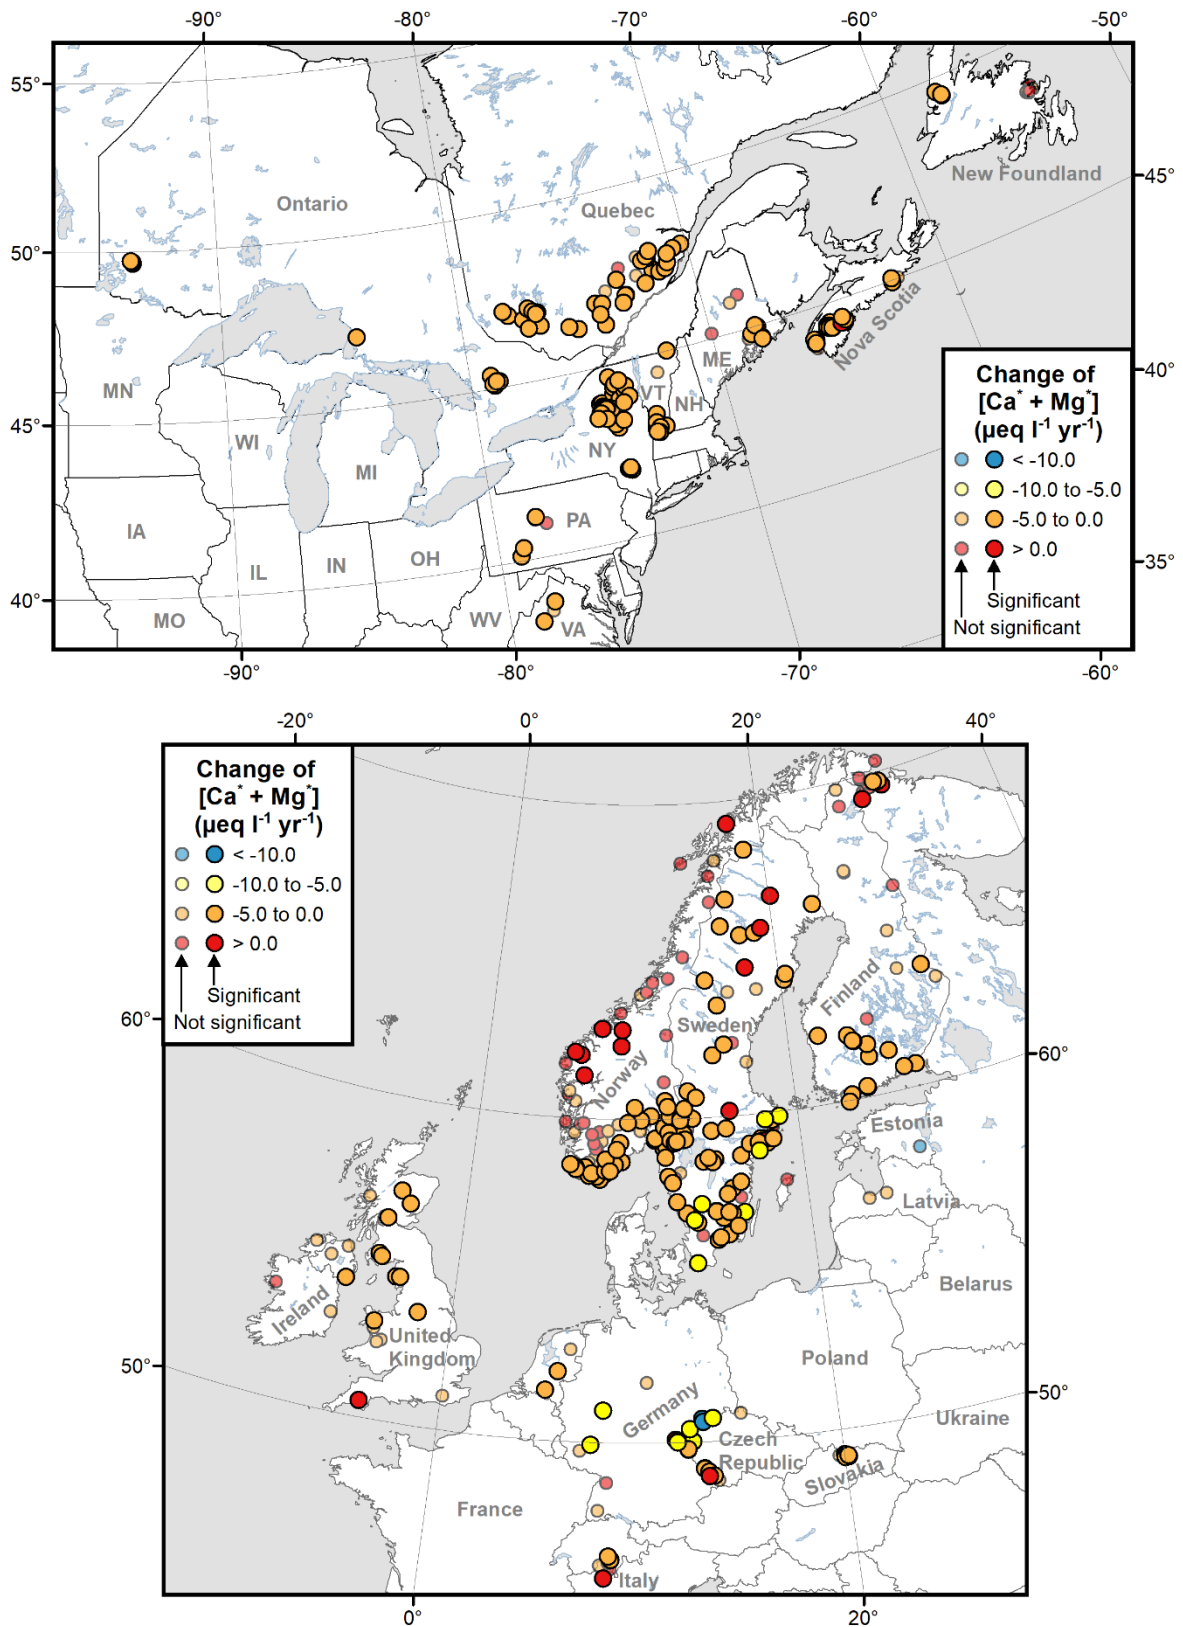 -90° -80° -70° -60° -50°
55°
45°
New Foundland
Ontario
Quebec
50°
Nova Scotia
ME
40°
MN
VT
NH
45°
WI
NY
MI
Change of
[Ca* + Mg*]
(µeq l-1 yr-1)
< -10.0
-10.0 to -5.0
-5.0 to 0.0
> 0.0
Significant
Not significant
IA
PA
OH
IN
IL
35°
40°
MO
WV
VA
-90° -80° -70° -60°
-20° 0° 20° 40°
Change of
[Ca* + Mg*]
(µeq l-1 yr-1)
< -10.0
-10.0 to -5.0
-5.0 to 0.0
> 0.0
Significant
Not significant
Finland
60°
Sweden
60°
Norway
Estonia
Latvia
Belarus
Ireland
United
Kingdom
Poland
50°
50°
Germany
Ukraine
Czech
Republic
Slovakia
France
Italy
0° 20°